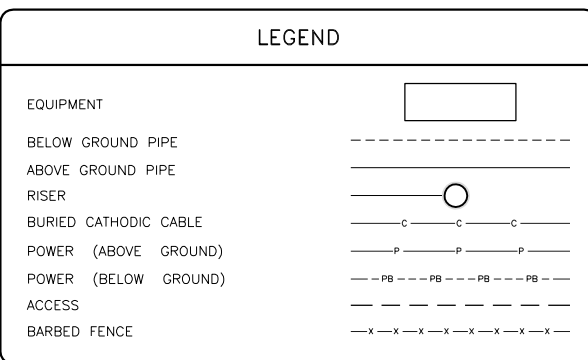 LEGEND
EQUIPMENT
BELOW GROUND PIPE
ABOVE GROUND PIPE
RISER
BURIED CATHODIC CABLE C C C
POWER (ABOVE GROUND) P P P
POWER (BELOW GROUND) PB PB PB PB
ACCESS
BARBED FENCE x x x x x x x